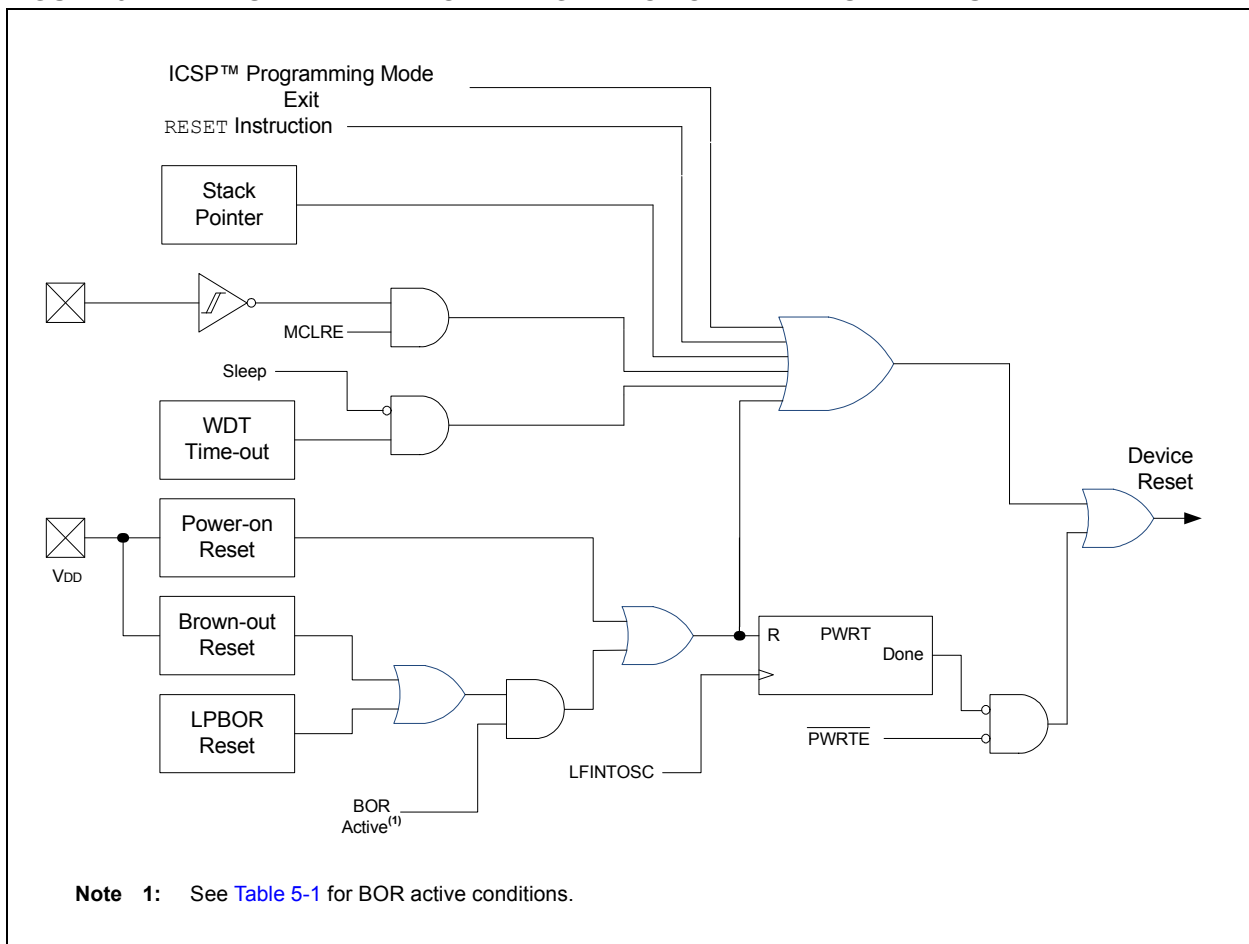 ICSP™ Programming Mode
Exit
RESET Instruction
Stack
Pointer
MCLRE
Sleep
WDT
Time-out
Device
Reset
Power-on
Reset
VDD
Brown-out
Reset
R PWRT
Done
LPBOR
Reset
PWRTE
LFINTOSC
BOR
Active(1)
Note 1: See Table 5-1 for BOR active conditions.